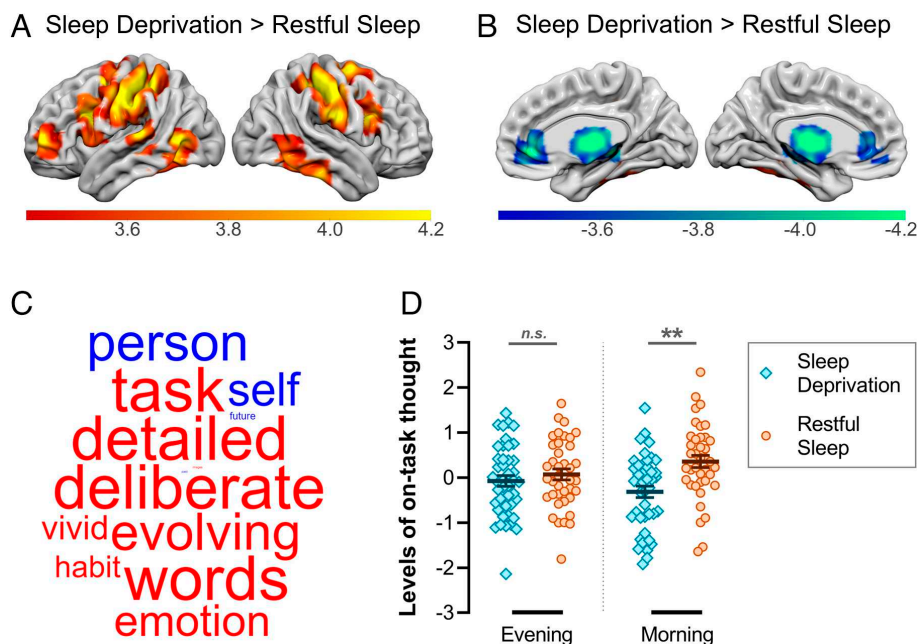 A Sleep Deprivation > Restful Sleep
3.6 3.8 4.0 4.2
B Sleep Deprivation > Restful Sleep
-3.6 -3.8 -4.0 -4.2
C
person
task self
future
detailed
deliberate
vivid evolving
habit words
emotion
D
Levels of on-task thought
3
2
1
0
-1
-2
-3
n.s.
**
Evening Morning
Sleep
Deprivation
Restful
Sleep